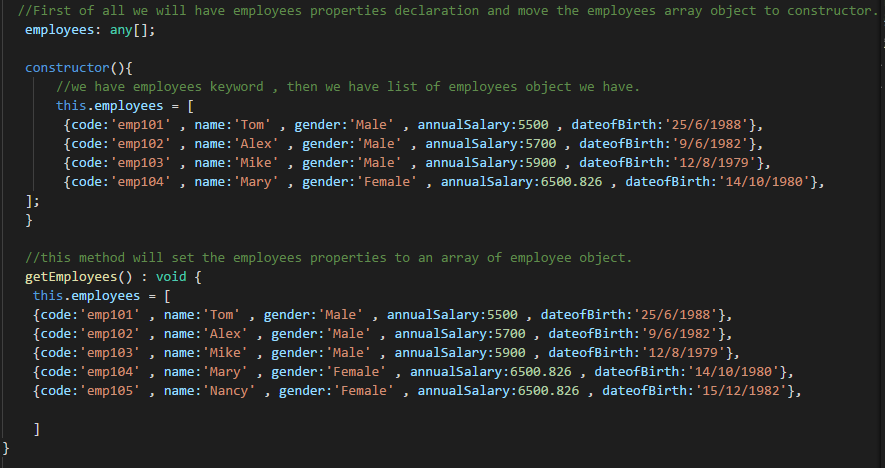 //First of all we will have employees properties declaration and move the employees array object to constructor.
employees: any[];
constructor(){
//we have employees keyword , then we have list of employees object we have.
this.employees = [
{code:'emp101' , name:'Tom' , gender:'Male' , annualSalary:5500 , dateofBirth:'25/6/1988'},
{code:'emp102' , name:'Alex' , gender:'Male' , annualSalary:5700 , dateofBirth:'9/6/1982'},
{code:'emp103' , name:'Mike' , gender:'Male' , annualSalary:5900 , dateofBirth:'12/8/1979'},
{code:'emp104' , name:'Mary' , gender:'Female' , annualSalary:6500.826 , dateofBirth:'14/10/1980'},
];
}
//this method will set the employees properties to an array of employee object.
getEmployees() : void {
this.employees = [
{code:'emp101' , name:'Tom' , gender:'Male' , annualSalary:5500 , dateofBirth:'25/6/1988'},
{code:'emp102' , name:'Alex' , gender:'Male' , annualSalary:5700 , dateofBirth:'9/6/1982'},
{code:'emp103' , name:'Mike' , gender:'Male' , annualSalary:5900 , dateofBirth:'12/8/1979'},
{code:'emp104' , name:'Mary' , gender:'Female' , annualSalary:6500.826 , dateofBirth:'14/10/1980'},
{code:'emp105' , name:'Nancy' , gender:'Female' , annualSalary:6500.826 , dateofBirth:'15/12/1982'},
]
}